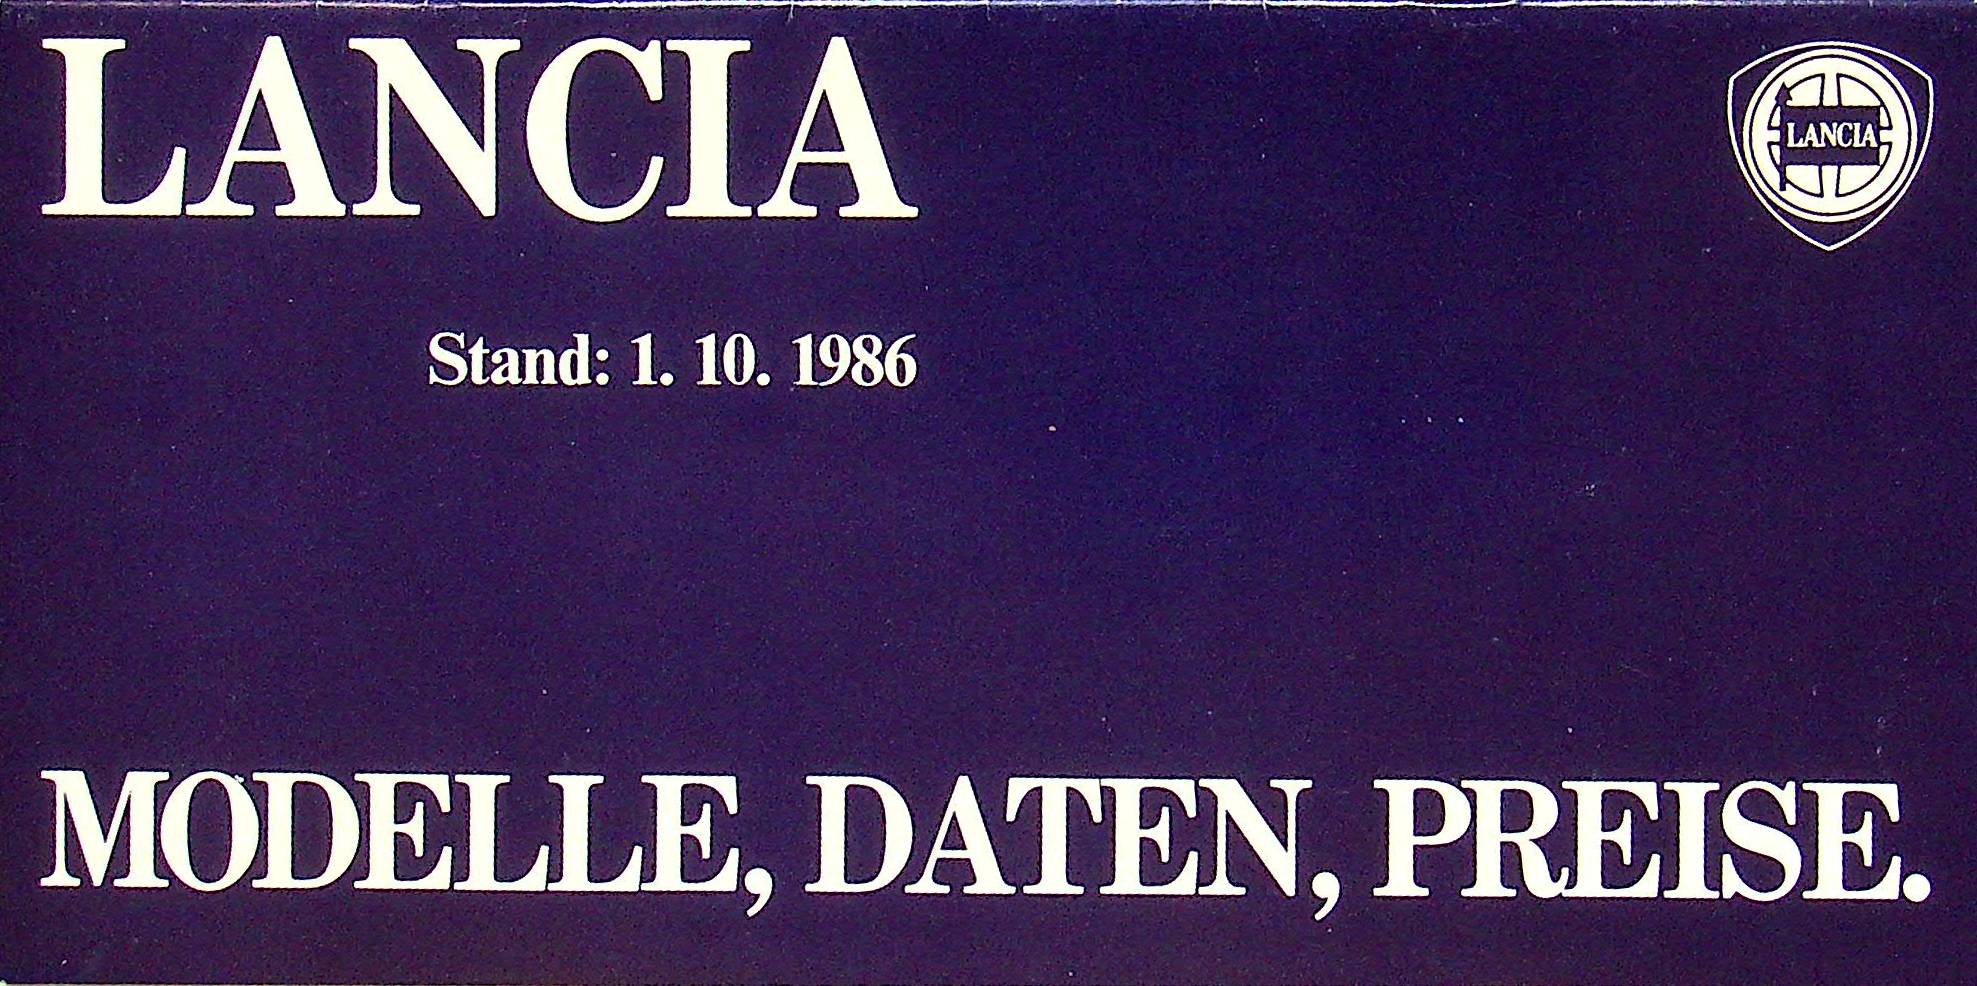 LANCIA
LANCIA
Stand: 1. 10. 1986
MODELLE, DATEN, PREISE.